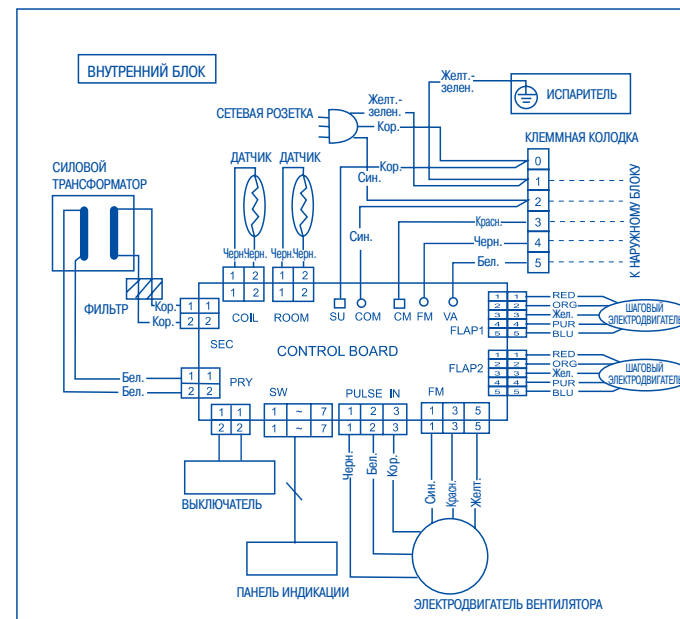 ВНУТРЕННИЙ БЛОК
Желт.-
зелен.
ИСПАРИТЕЛЬ
СЕТЕВАЯ РОЗЕТКА
Желт.-
зелен.
Кор.
КЛЕММНАЯ КОЛОДКА
СИЛОВОЙ
ТРАНСФОРМАТОР
ДАТЧИК
ДАТЧИК
Кор.
Син.
0
1
2
3
4
5
К НАРУЖНОМУ БЛОКУ
Син.
Красн.
Черн.
Бел.
Черн.
Черн.
Черн.
Черн.
1 2
1 2
1 2
1 2
COIL
ROOM
SU
COM
CM
FM
VA
ФИЛЬТР
Кор.
Кор.
1 1
2 2
SEC
CONTROL BOARD
FLAP1
1 1 RED
2 2 ORG
3 3 Жел.
4 4 PUR
5 5 BLU
ШАГОВЫЙ
ЭЛЕКТРОДВИГАТЕЛЬ
FLAP2
1 1 RED
2 2 ORG
3 3 Жел.
4 4 PUR
5 5 BLU
ШАГОВЫЙ
ЭЛЕКТРОДВИГАТЕЛЬ
Бел.
Бел.
1 1
2 2
PRY
SW
PULSE IN
FM
1 1
2 2
1 ~ 7
1 ~ 7
1 2 3
1 2 3
1 3 5
1 3 5
Черн.
Бел.
Кор.
Син.
Красн.
Желт.
ВЫКЛЮЧАТЕЛЬ
ПАНЕЛЬ ИНДИКАЦИИ
ЭЛЕКТРОДВИГАТЕЛЬ ВЕНТИЛЯТОРА